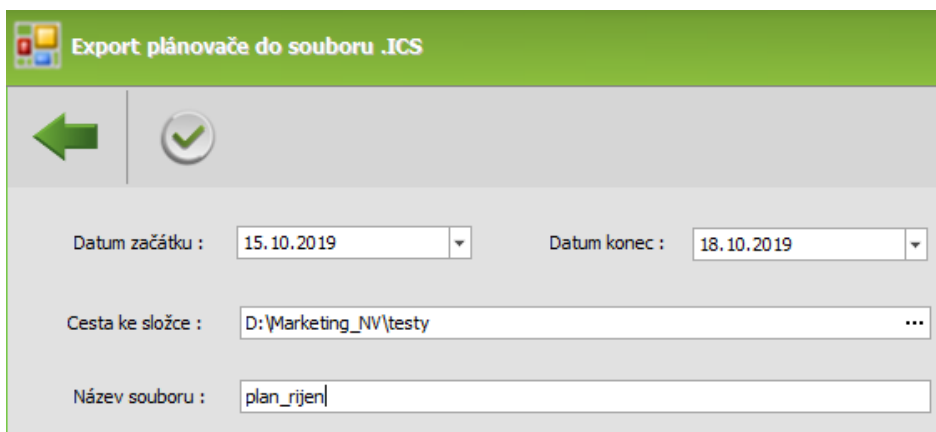 Export plánovače do souboru .ICS
Datum začátku : 15.10.2019 Datum konec : 18.10.2019
Cesta ke složce : D:\Marketing_NV\testy ...
Název souboru : plan_rijen